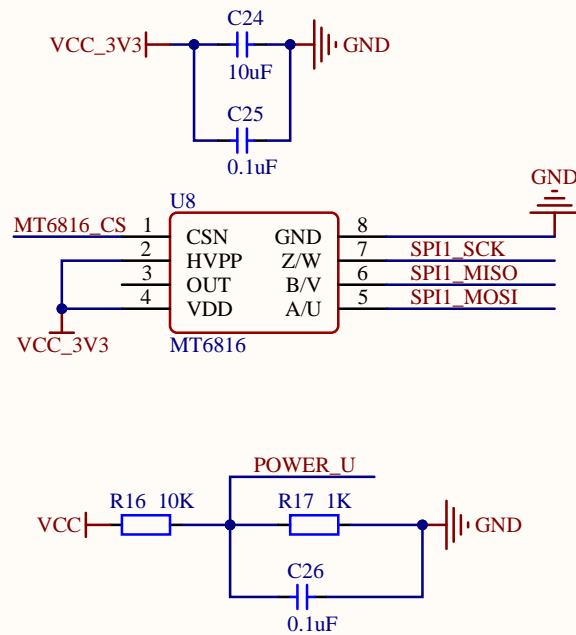 C24
VCC_3V3 GND
10uF
C25
0.1uF
GND
U8
MT6816_CS 1 CSN GND 8
2 HVPP Z/W 7 SPI1_SCK
3 OUT B/V 6 SPI1_MISO
4 VDD A/U 5 SPI1_MOSI
VCC_3V3 MT6816
POWER_U
R16 10K R17 1K
VCC GND
C26
0.1uF